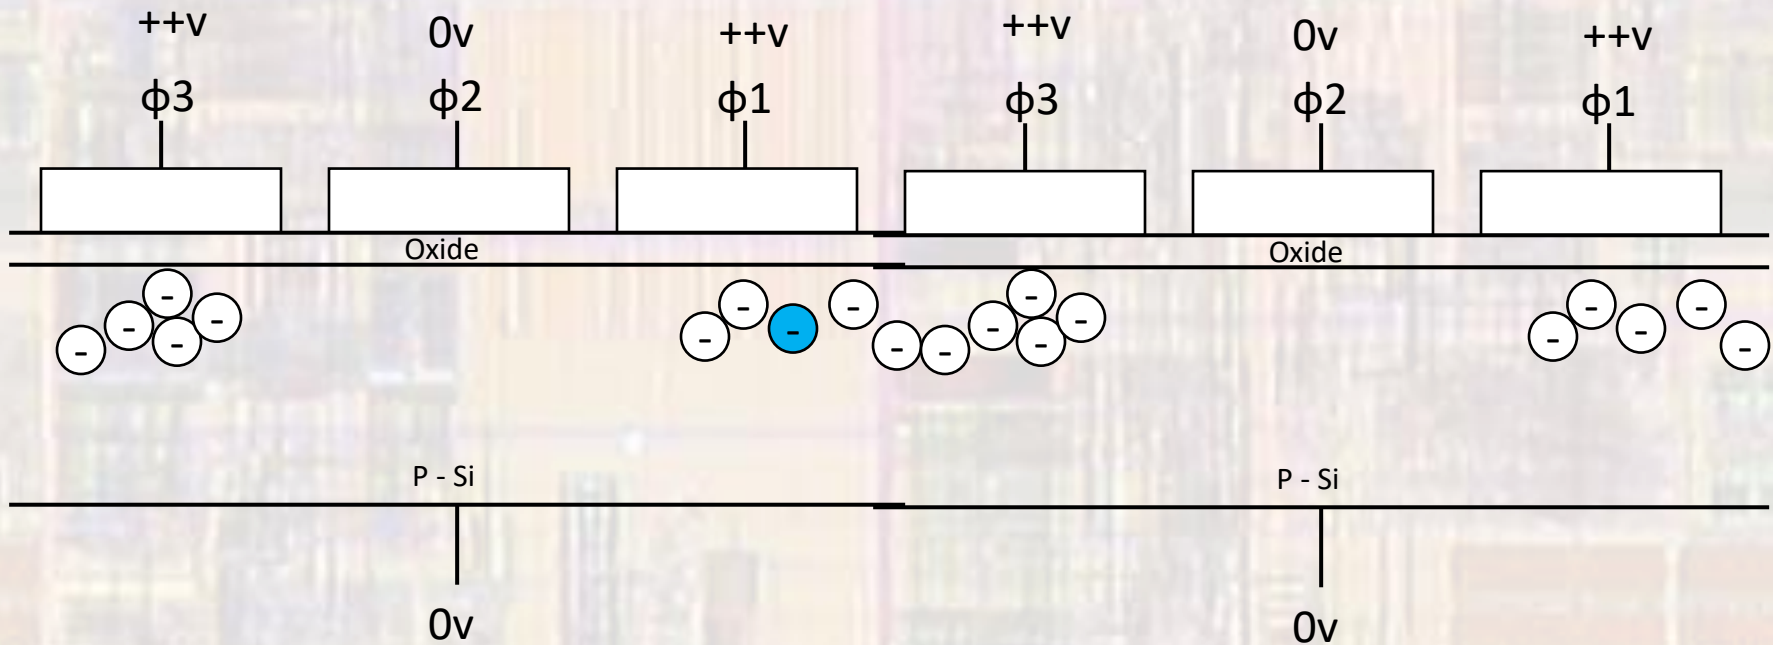 ++v 0v ++v ++v 0v ++v
ϕ3 ϕ2 ϕ1 ϕ3 ϕ2 ϕ1
Oxide Oxide
- - - - - - - - - - - - - - - - - - - - -
P - Si P - Si
0v 0v